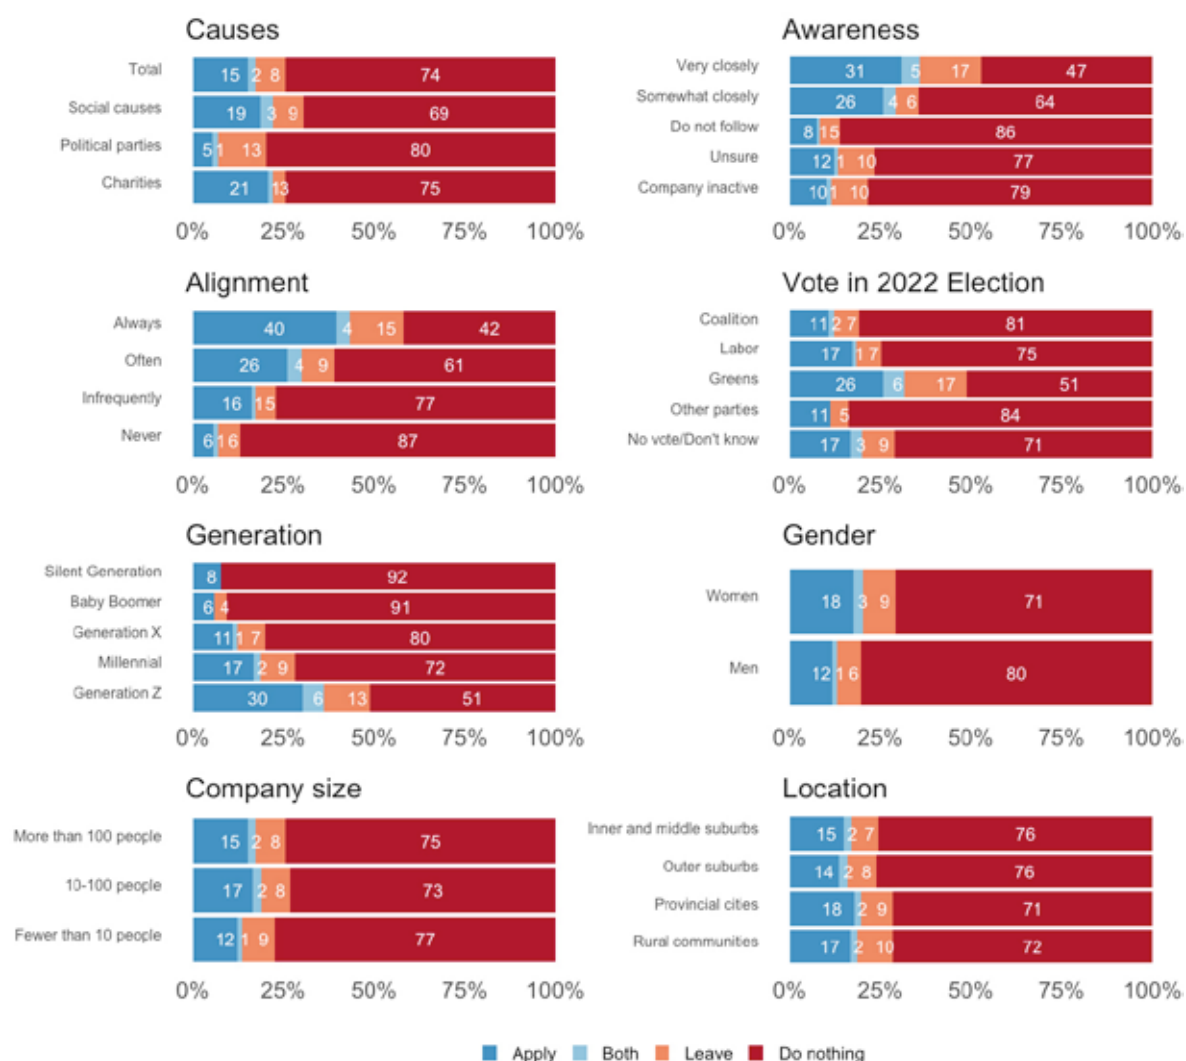 Causes
Total 15 2 8 74
Social causes 19 3 9 69
Political parties 5 1 13 80
Charities 21 1 3 75
0% 25% 50% 75% 100%
Awareness
Very closely 31 5 17 47
Somewhat closely 26 4 6 64
Do not follow 8 1 5 86
Unsure 12 1 10 77
Company inactive 10 1 10 79
0% 25% 50% 75% 100%
Alignment
Always 40 4 15 42
Often 26 4 9 61
Infrequently 16 1 5 77
Never 6 1 6 87
0% 25% 50% 75% 100%
Vote in 2022 Election
Coalition 11 2 7 81
Labor 17 1 7 75
Greens 26 6 17 51
Other parties 11 5 84
No vote/Don't know 17 3 9 71
0% 25% 50% 75% 100%
Generation
Silent Generation 8 92
Baby Boomer 6 4 91
Generation X 11 1 7 80
Millennial 17 2 9 72
Generation Z 30 6 13 51
0% 25% 50% 75% 100%
Gender
Women 18 3 9 71
Men 12 1 6 80
0% 25% 50% 75% 100%
Company size
More than 100 people 15 2 8 75
10-100 people 17 2 8 73
Fewer than 10 people 12 1 9 77
0% 25% 50% 75% 100%
Location
Inner and middle suburbs 15 2 7 76
Outer suburbs 14 2 8 76
Provincial cities 18 2 9 71
Rural communities 17 2 10 72
0% 25% 50% 75% 100%
Apply Both Leave Do nothing